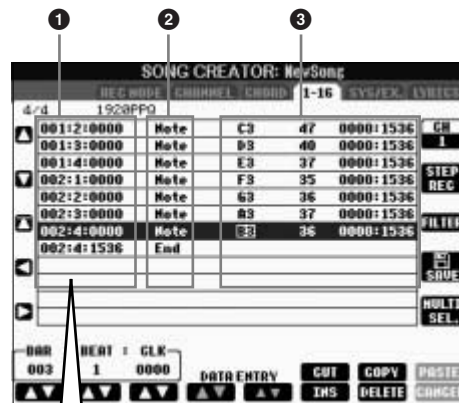 1 2 3
SONG CREATOR: NewSong
REC MODE CHANNEL CHORD 1-16 SYS/EX. LYRICS
4/4 1920PPQ
001:2:0000 Note C3 47 0000:1536 CH
1
001:3:0000 Note D3 40 0000:1536
001:4:0000 Note E3 37 0000:1536
002:1:0000 Note F3 35 0000:1536 STEP
REC
002:2:0000 Note G3 36 0000:1536
002:3:0000 Note A3 37 0000:1536 FILTER
002:4:0000 Note B3 36 0000:1536
002:4:1536 End
SAVE
MULTI
SEL.
BAR BEAT : CLK
003 1 0000
DATA ENTRY
CUT COPY PASTE
INS DELETE CANCEL